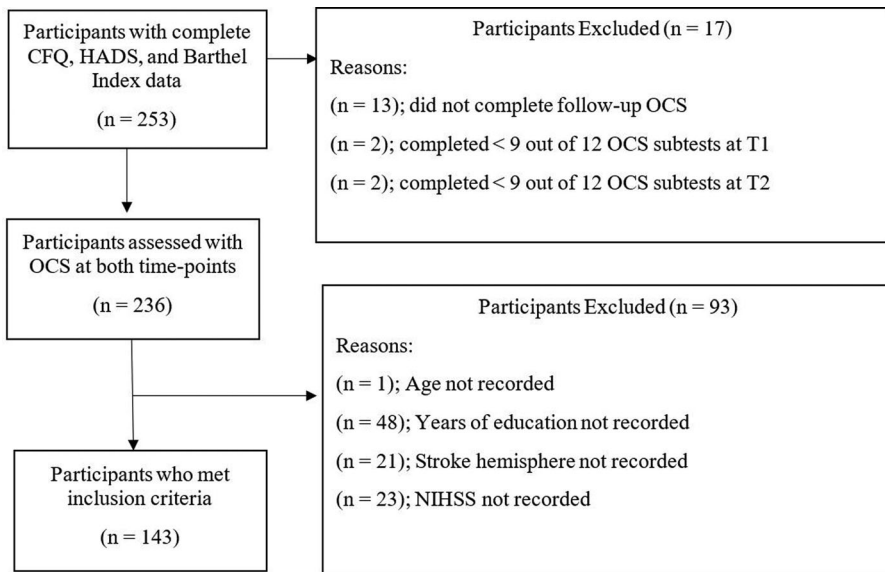 Participants with complete
CFQ, HADS, and Barthel
Index data
(n = 253)
Participants Excluded (n = 17)
Reasons:
(n = 13); did not complete follow-up OCS
(n = 2); completed < 9 out of 12 OCS subtests at T1
(n = 2); completed < 9 out of 12 OCS subtests at T2
Participants assessed with
OCS at both time-points
(n = 236)
Participants Excluded (n = 93)
Reasons:
(n = 1); Age not recorded
(n = 48); Years of education not recorded
(n = 21); Stroke hemisphere not recorded
(n = 23); NIHSS not recorded
Participants who met
inclusion criteria
(n = 143)